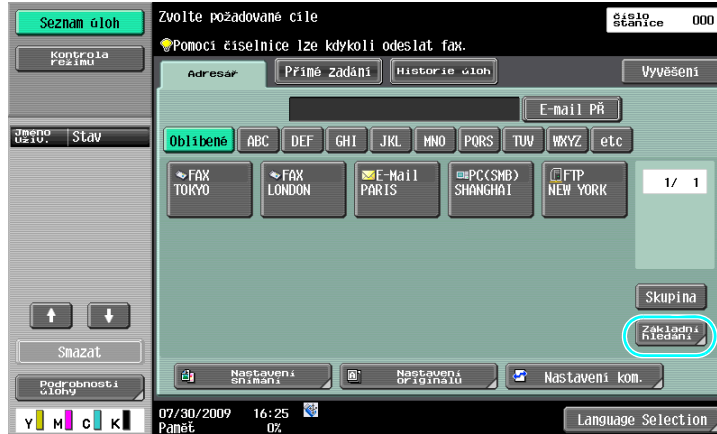 Seznam úloh
Kontrola
režimu
Jméno
uživ.
Stav
Smazat
Podrobnosti
úlohy
Y M C K
Zvolte požadované cíle
číslo
stanice
000
Pomocí číselnice lze kdykoli odeslat fax.
Adresář
Přímé zadání
Historie úloh
Vyvěšení
E-mail PŘ
Oblíbené ABC DEF GHI JKL MNO PQRS TUV WXYZ etc
FAX
TOKYO
FAX
LONDON
E-Mail
PARIS
PC(SMB)
SHANGHAI
FTP
NEW YORK
1/ 1
Skupina
Základní
hledání
Nastavení
snímání
Nastavení
originálu
Nastavení kom.
07/30/2009 16:25
Paměť 0%
Language Selection